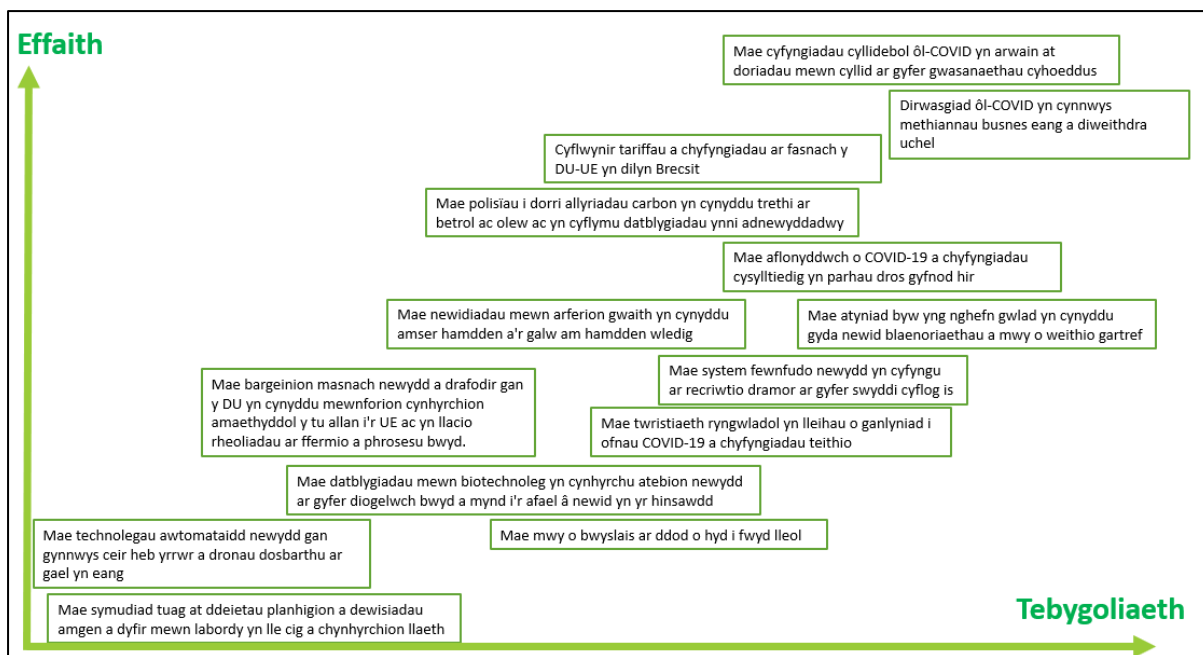 Effaith
Mae cyfyngiadau cyllidebol ôl-COVID yn arwain at
doriadau mewn cyllid ar gyfer gwasanaethau cyhoeddus
Dirwasgiad ôl-COVID yn cynnwys
methiannau busnes eang a diweithdra
uchel
Cyflwynir tariffau a chyfyngiadau ar fasnach y
DU-UE yn dilyn Brecsit
Mae polisïau i dorri allyriadau carbon yn cynyddu trethi ar
betrol ac olew ac yn cyflymu datblygiadau ynni adnewyddadwy
Mae aflonyddwch o COVID-19 a chyfyngiadau
cysylltiedig yn parhau dros gyfnod hir
Mae newidiadau mewn arferion gwaith yn cynyddu
amser hamdden a'r galw am hamdden wledig
Mae atyniad byw yng nghefn gwlad yn cynyddu
gyda newid blaenoriaethau a mwy o weithio gartref
Mae system fewnfudo newydd yn cyfyngu
ar recriwtio dramor ar gyfer swyddi cyflog is
Mae bargeinion masnach newydd a drafodir gan
y DU yn cynyddu mewnforion cynhyrchion
amaethyddol y tu allan i'r UE ac yn llacio
rheoliadau ar ffermio a phrosesu bwyd.
Mae twristiaeth ryngwladol yn lleihau o ganlyniad i
ofnau COVID-19 a chyfyngiadau teithio
Mae datblygiadau mewn biotechnoleg yn cynhyrchu atebion newydd
ar gyfer diogelwch bwyd a mynd i'r afael â newid yn yr hinsawdd
Mae technolegau awtomataidd newydd gan
gynnwys ceir heb yrrwr a dronau dosbarthu ar
gael yn eang
Mae mwy o bwyslais ar ddod o hyd i fwyd lleol
Mae symudiad tuag at ddeietau planhigion a dewisiadau
amgen a dyfir mewn labordy yn lle cig a chynhyrchion llaeth
Tebygoliaeth